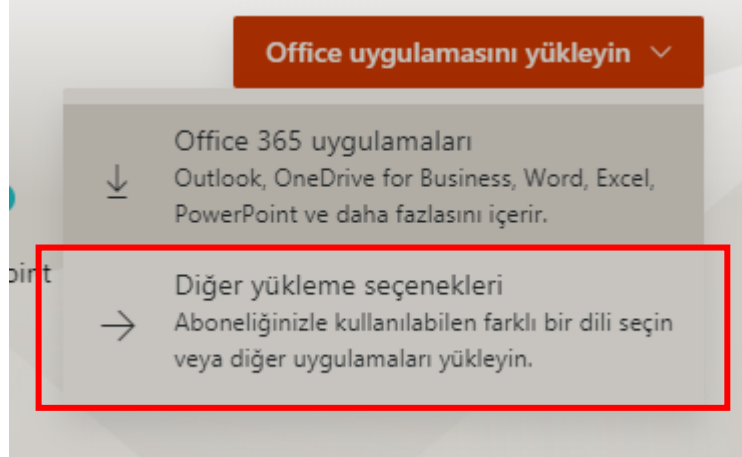 Office uygulamasını yükleyin
Office 365 uygulamaları
Outlook, OneDrive for Business, Word, Excel,
PowerPoint ve daha fazlasını içerir.
oint
Diğer yükleme seçenekleri
Aboneliğinizle kullanılabilen farklı bir dili seçin
veya diğer uygulamaları yükleyin.